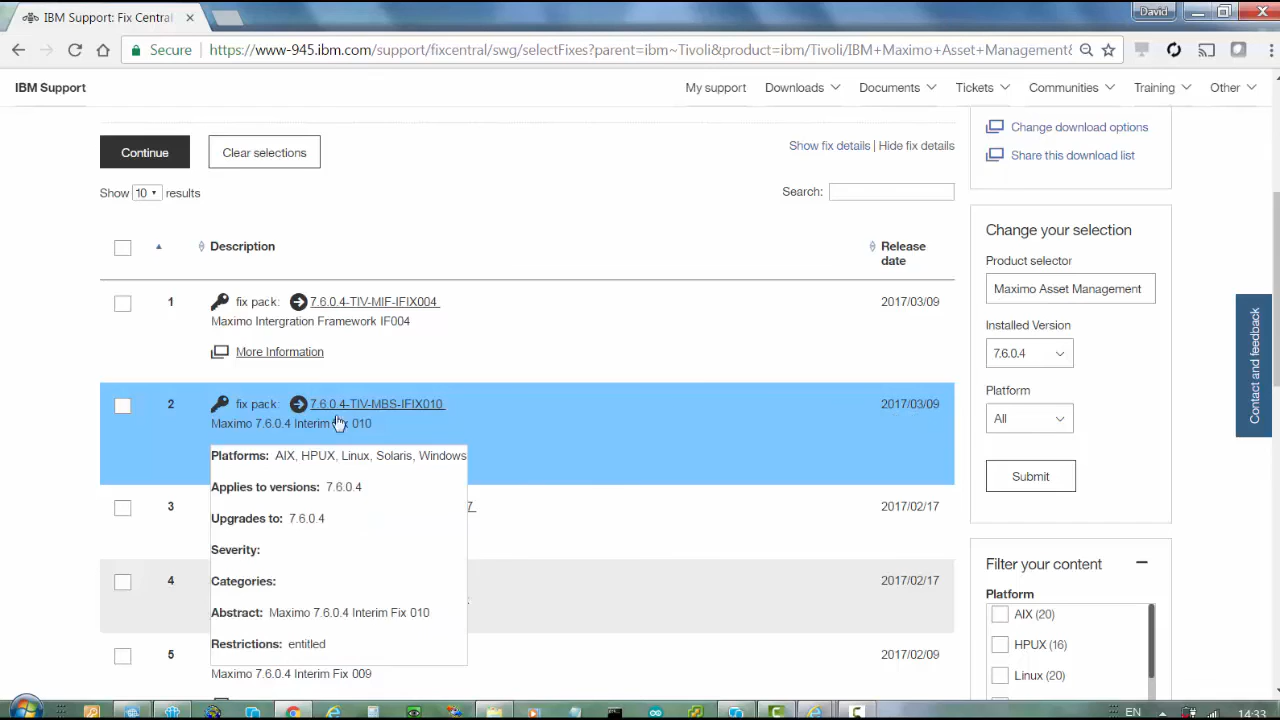 IBM Support: Fix Central
David
Secure
https://www-945.ibm.com/support/fixcentral/swg/selectFixes?parent=ibm~Tivoli&product=ibm/Tivoli/IBM+Maximo+Asset+Management&
IBM Support
My support
Downloads
Documents
Tickets
Communities
Training
Other
Change download options
Share this download list
Continue
Clear selections
Show fix details | Hide fix details
Show 10 results
Search:
Description
Release
date
1
fix pack: 7.6.0.4-TIV-MIF-IFIX004
2017/03/09
Maximo Intergration Framework IF004
More Information
2
fix pack: 7.6.0.4-TIV-MBS-IFIX010
2017/03/09
Maximo 7.6.0.4 Interim Fix 010
Platforms: AIX, HPUX, Linux, Solaris, Windows
Applies to versions: 7.6.0.4
Upgrades to: 7.6.0.4
Severity:
Categories:
Abstract: Maximo 7.6.0.4 Interim Fix 010
Restrictions: entitled
3
7
2017/02/17
4
2017/02/17
5
2017/02/09
Maximo 7.6.0.4 Interim Fix 009
Change your selection
Product selector
Maximo Asset Management
Installed Version
7.6.0.4
Platform
All
Submit
Filter your content
Platform
AIX (20)
HPUX (16)
Linux (20)
Contact and feedback
EN
14:33